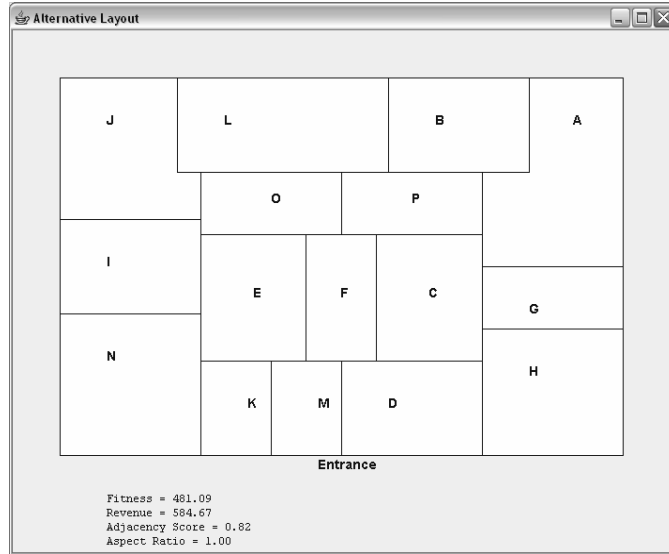 Alternative Layout
J L B A
O P
I
E F C
G
N
H
K M D
Entrance
Fitness = 481.09
Revenue = 584.67
Adjacency Score = 0.82
Aspect Ratio = 1.00